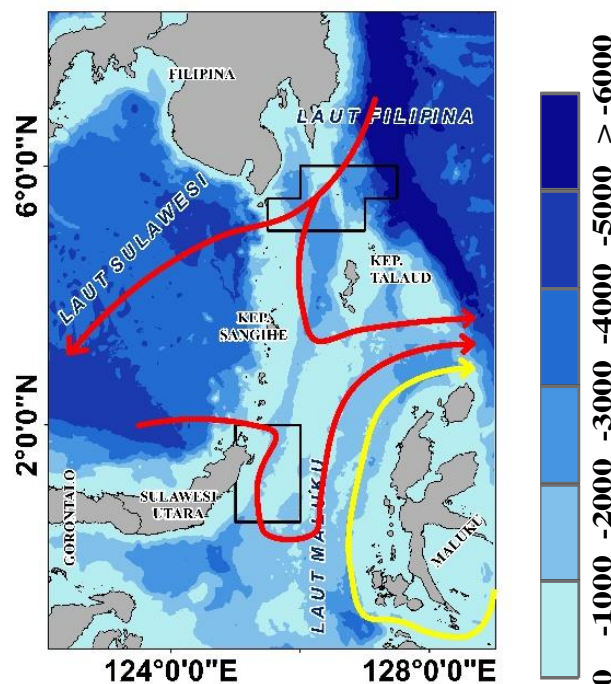 FILIPINA
LAUT FILIPINA
6°0'0"N
LAUT SULAWESI
KEP.
TALAUD
KEP.
SANGIHE
2°0'0"N
SULAWESI
UTARA
GORONTALO
LAUT MALUKU
MALUKU
124°0'0"E
128°0'0"E
> -6000
-5000
-4000
-3000
-2000
-1000
0